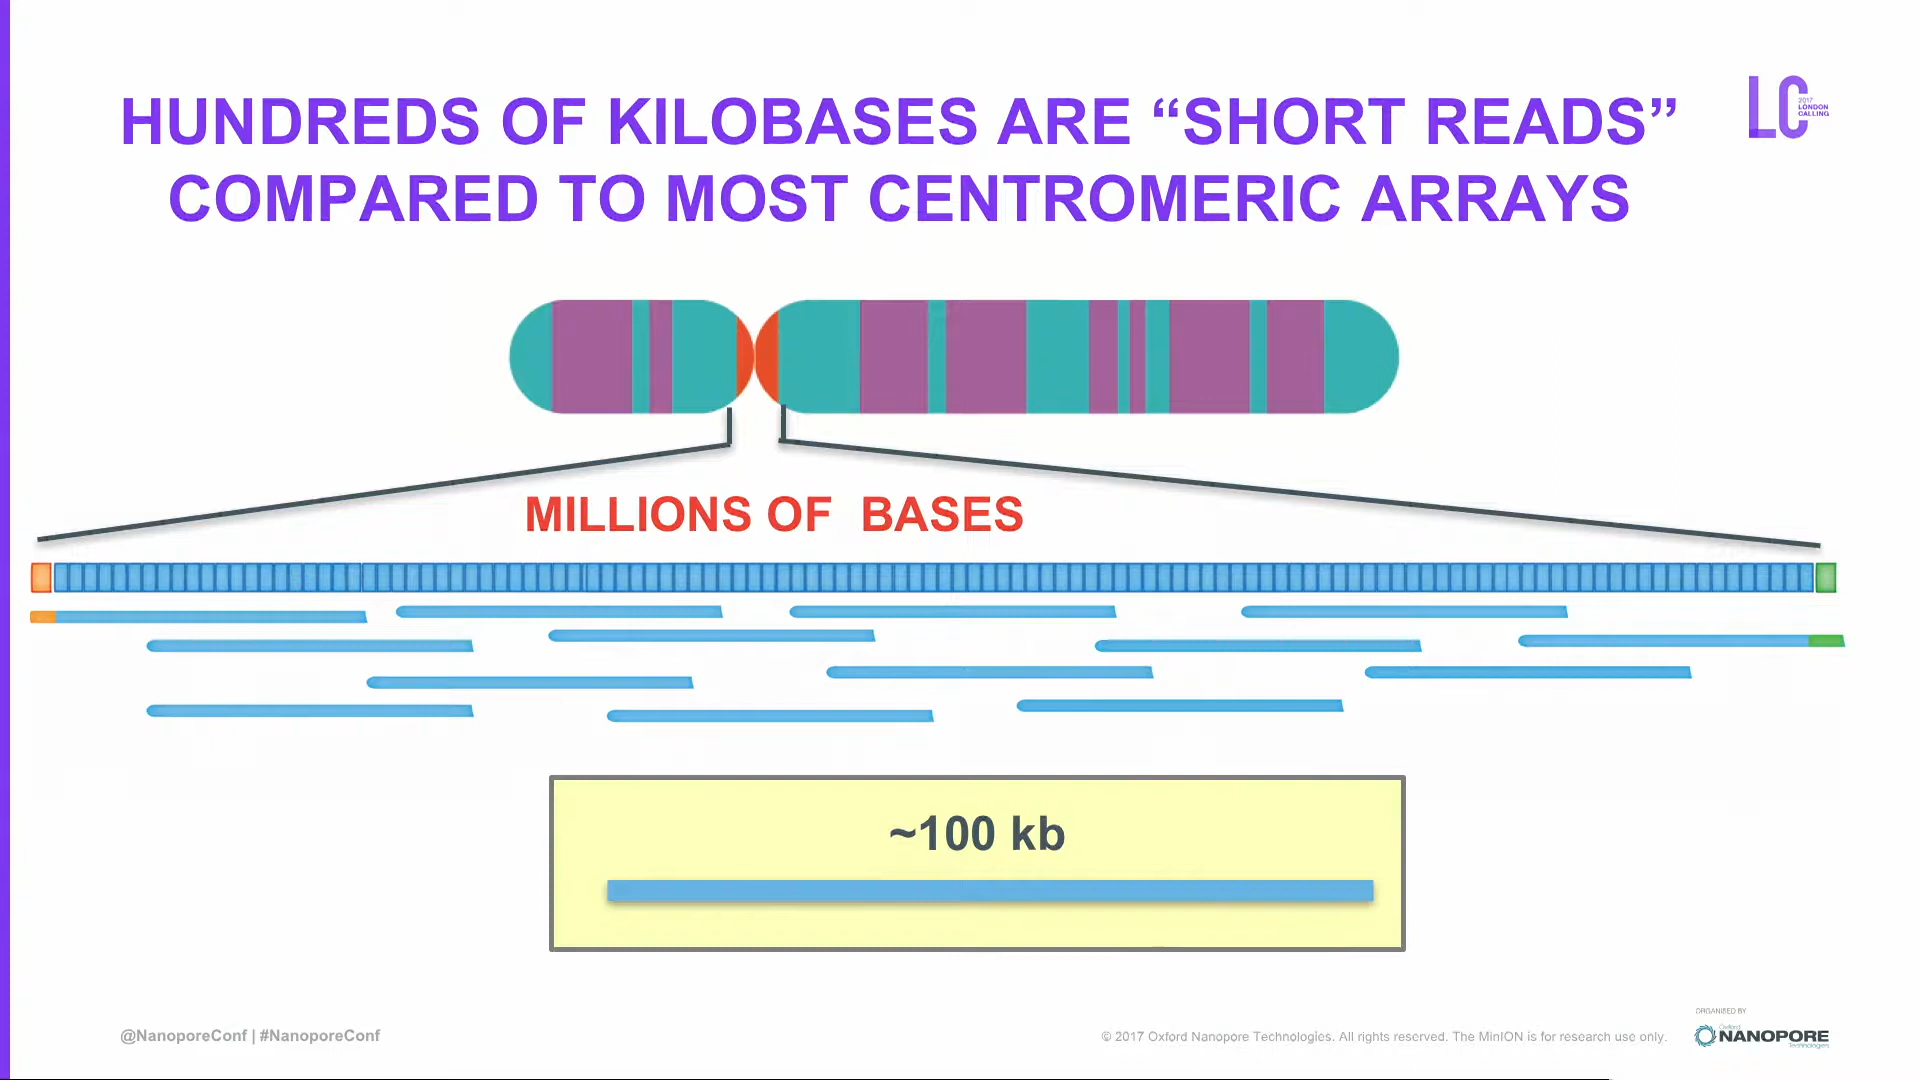 HUNDREDS OF KILOBASES ARE “SHORT READS”
COMPARED TO MOST CENTROMERIC ARRAYS
LC
2017
LONDON
CALLING
MILLIONS OF BASES
~100 kb
@NanoporeConf | #NanoporeConf
© 2017 Oxford Nanopore Technologies. All rights reserved. The MinION is for research use only.
ORGANISED BY
Oxford
NANOPORE
Technologies